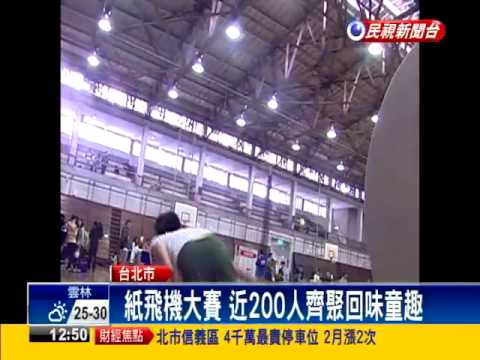 民視新聞台
台北市
紙飛機大賽 近200人齊聚回味童趣
雲林
25-30
12:50
財經焦點
北市信義區 4千萬最貴停車位 2月漲2次